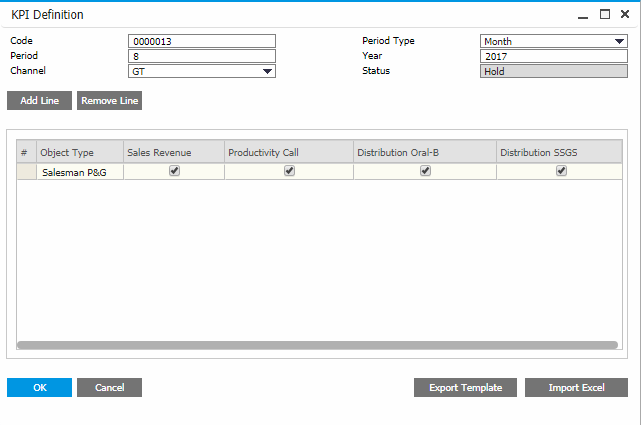 KPI Definition
Code 0000013 Period Type Month
Period 8 Year 2017
Channel GT Status Hold
Add Line Remove Line
# Object Type Sales Revenue Productivity Call Distribution Oral-B Distribution SSGS
Salesman P&G
OK Cancel Export Template Import Excel